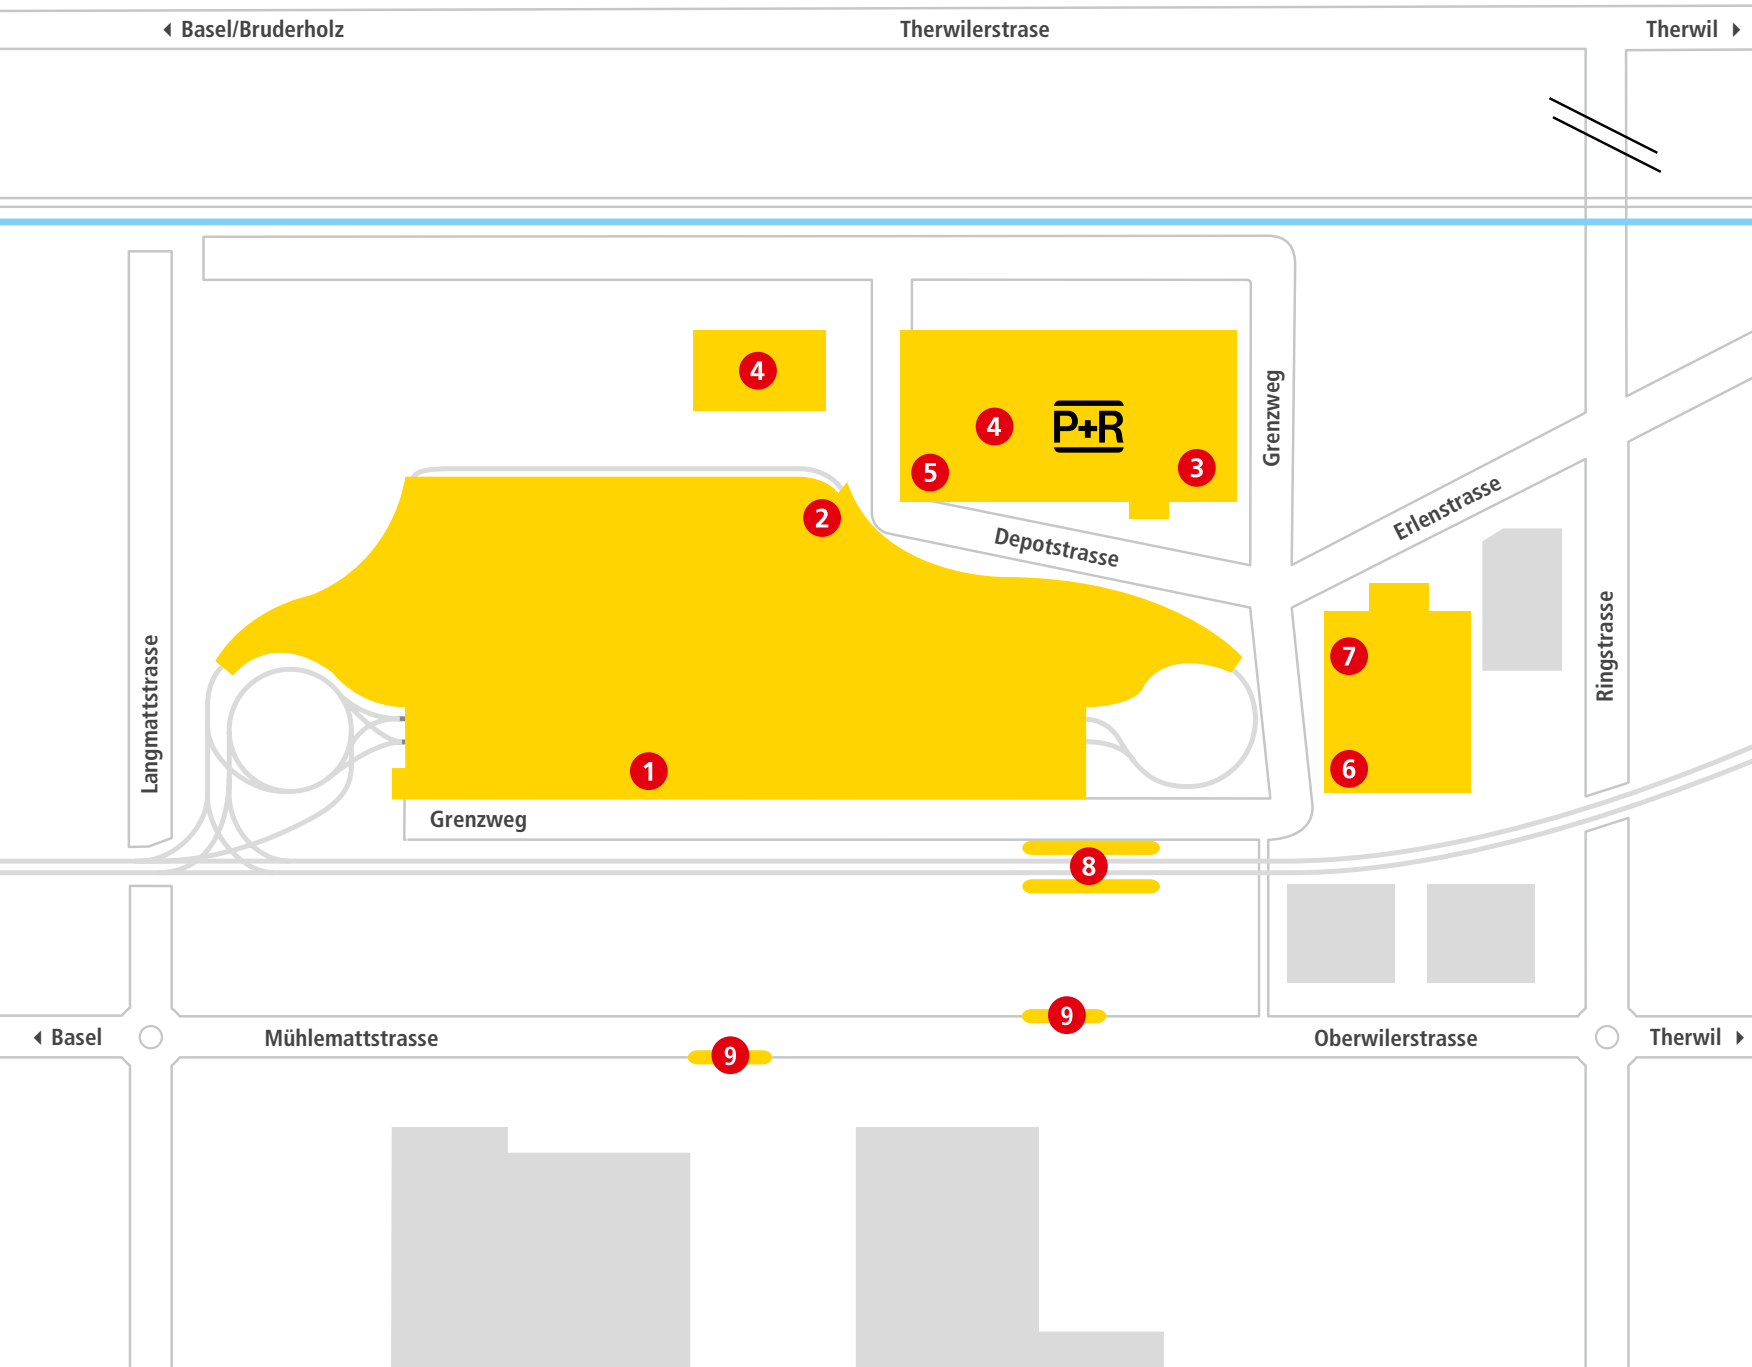 Basel/Bruderholz
Therwilerstrase
Therwil
4
4
P+R
Grenzweg
5
3
2
Depotstrasse
Erlenstrasse
Langmattstrasse
Ringstrasse
7
1
6
Grenzweg
8
9
Basel
Mühlemattstrasse
9
Oberwilerstrasse
Therwil